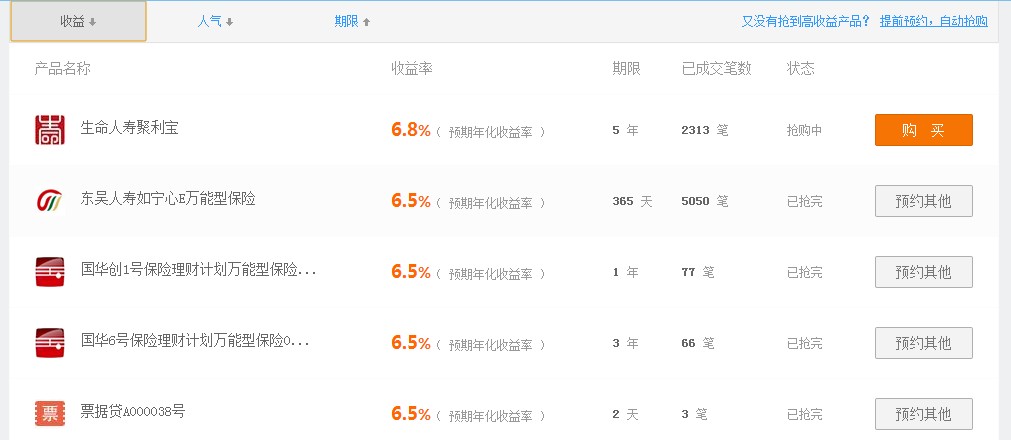 收益 人气 期限 又没有抢到高收益产品? 提前预约，自动抢购
产品名称 收益率 期限 已成交笔数 状态
生命人寿聚利宝 6.8%（ 预期年化收益率 ） 5 年 2313 笔 抢购中 购 买
东吴人寿如宁心E万能型保险 6.5%（ 预期年化收益率 ） 365 天 5050 笔 已抢完 预约其他
国华创1号保险理财计划万能型保险... 6.5%（ 预期年化收益率 ） 1 年 77 笔 已抢完 预约其他
国华6号保险理财计划万能型保险0... 6.5%（ 预期年化收益率 ） 3 年 66 笔 已抢完 预约其他
票 票据贷A000038号 6.5%（ 预期年化收益率 ） 2 天 3 笔 已抢完 预约其他